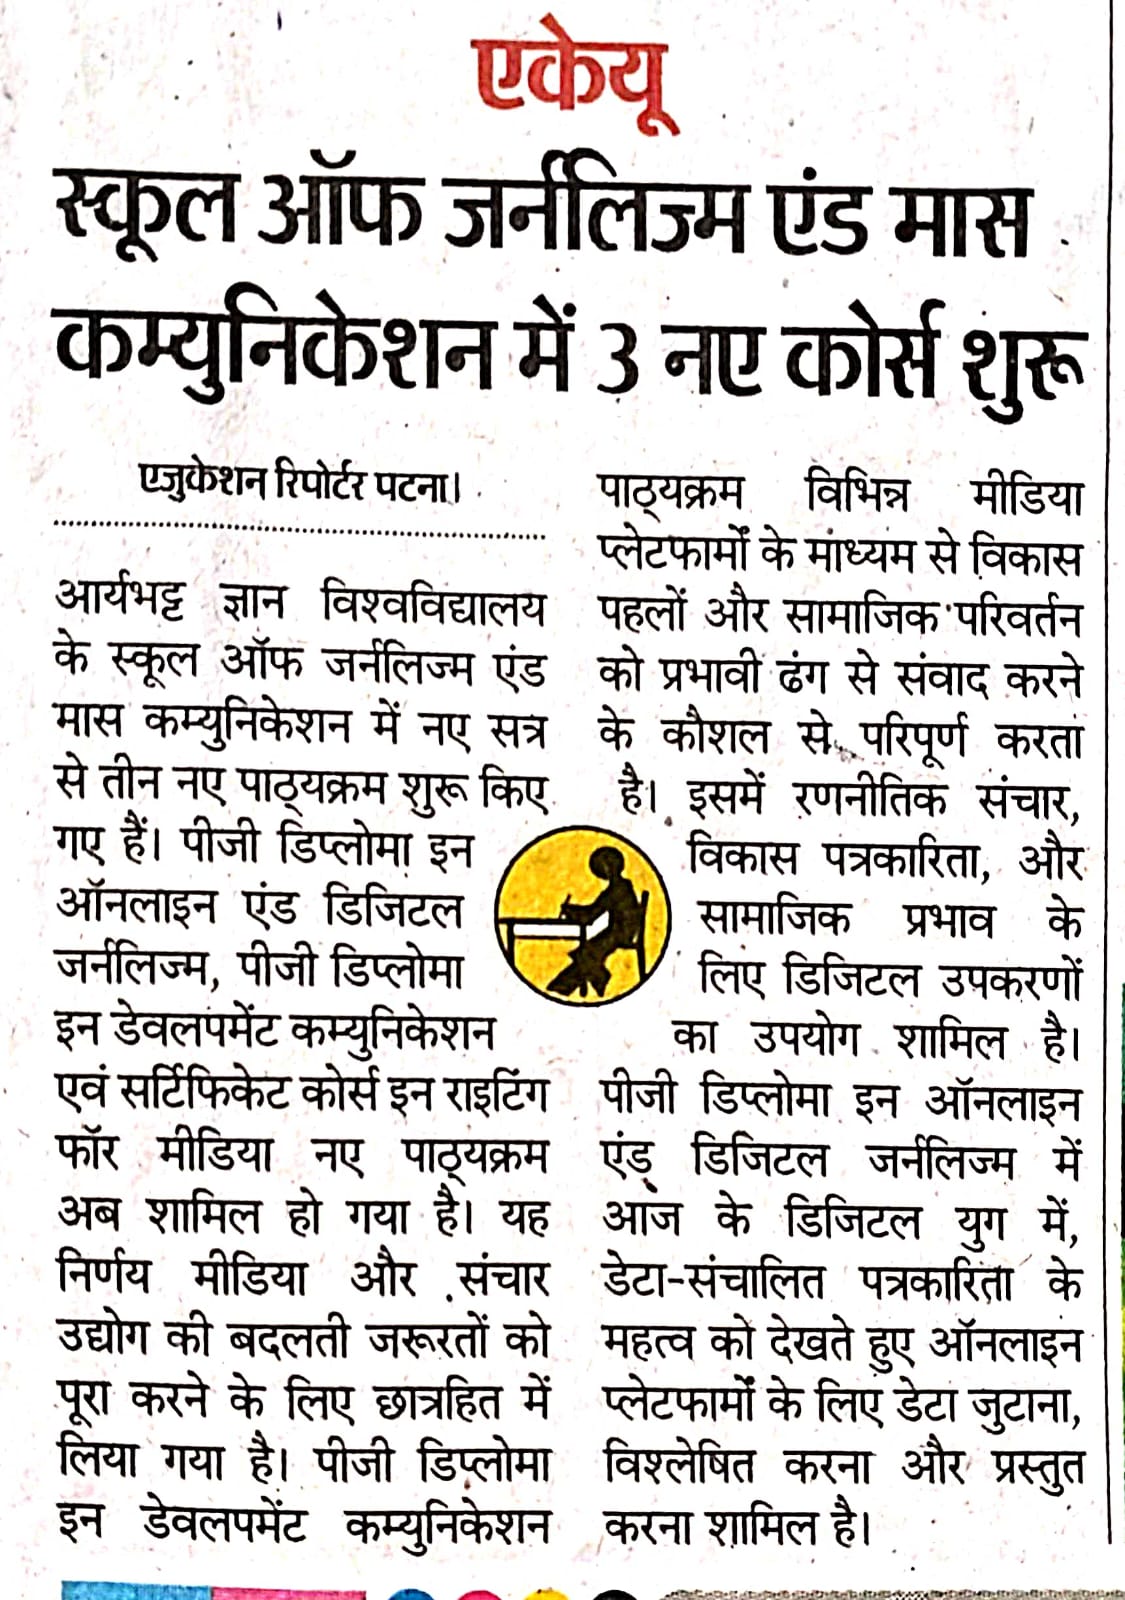 एकेयू
स्कूल ऑफ जर्नलिज्म एंड मास
कम्युनिकेशन में 3 नए कोर्स शुरू
एजुकेशन रिपोर्टर पटना।
आर्यभट्ट ज्ञान विश्वविद्यालय
के स्कूल ऑफ जर्नलिज्म एंड
मास कम्युनिकेशन में नए सत्र
से तीन नए पाठ्यक्रम शुरू किए
गए हैं। पीजी डिप्लोमा इन
ऑनलाइन एंड डिजिटल
जर्नलिज्म, पीजी डिप्लोमा
इन डेवलपमेंट कम्युनिकेशन
एवं सर्टिफिकेट कोर्स इन राइटिंग
फॉर मीडिया नए पाठ्यक्रम
अब शामिल हो गया है। यह
निर्णय मीडिया और संचार
उद्योग की बदलती जरूरतों को
पूरा करने के लिए छात्रहित में
लिया गया है। पीजी डिप्लोमा
इन डेवलपमेंट कम्युनिकेशन
पाठ्यक्रम विभिन्न मीडिया
प्लेटफार्मों के माध्यम से विकास
पहलों और सामाजिक परिवर्तन
को प्रभावी ढंग से संवाद करने
के कौशल से परिपूर्ण करता
है। इसमें रणनीतिक संचार,
विकास पत्रकारिता, और
सामाजिक प्रभाव के
लिए डिजिटल उपकरणों
का उपयोग शामिल है।
पीजी डिप्लोमा इन ऑनलाइन
एंड डिजिटल जर्नलिज्म में
आज के डिजिटल युग में,
डेटा-संचालित पत्रकारिता के
महत्व को देखते हुए ऑनलाइन
प्लेटफार्मों के लिए डेटा जुटाना,
विश्लेषित करना और प्रस्तुत
करना शामिल है।